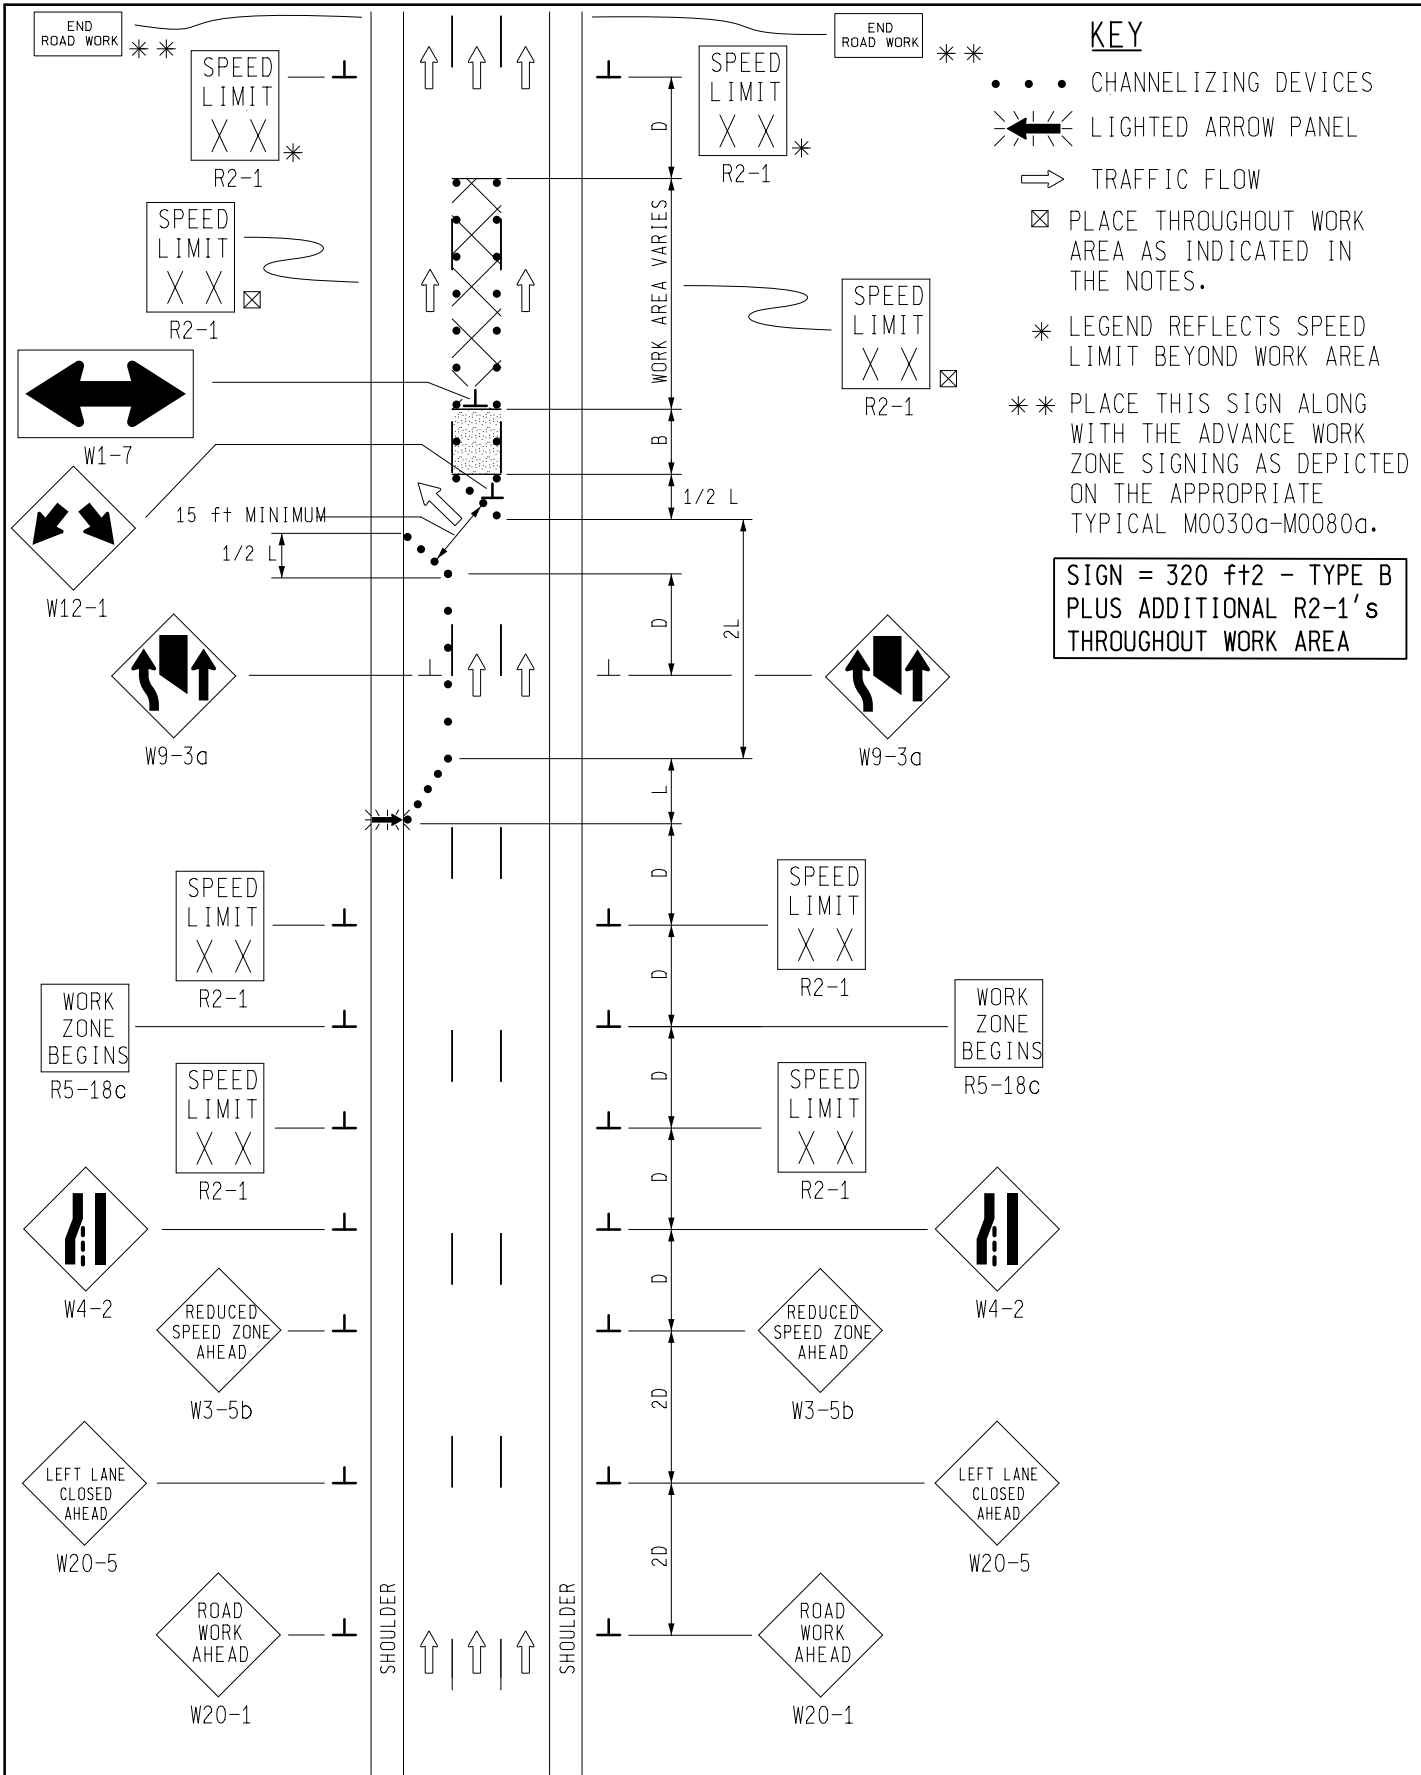 END
ROAD WORK
* *
SPEED
LIMIT
X X
*
R2-1
END
ROAD WORK
* *
SPEED
LIMIT
X X
*
R2-1
D
KEY
CHANNELIZING DEVICES
LIGHTED ARROW PANEL
TRAFFIC FLOW
PLACE THROUGHOUT WORK
AREA AS INDICATED IN
THE NOTES.
* LEGEND REFLECTS SPEED
LIMIT BEYOND WORK AREA
* * PLACE THIS SIGN ALONG
WITH THE ADVANCE WORK
ZONE SIGNING AS DEPICTED
ON THE APPROPRIATE
TYPICAL M0030a-M0080a.
SIGN = 320 ft2 - TYPE B
PLUS ADDITIONAL R2-1's
THROUGHOUT WORK AREA
SPEED
LIMIT
X X
R2-1
WORK AREA VARIES
SPEED
LIMIT
X X
R2-1
W1-7
B
1/2 L
15 ft MINIMUM
1/2 L
W12-1
D
2L
W9-3a
W9-3a
L
D
SPEED
LIMIT
X X
R2-1
SPEED
LIMIT
X X
R2-1
D
WORK
ZONE
BEGINS
R5-18c
WORK
ZONE
BEGINS
R5-18c
D
SPEED
LIMIT
X X
R2-1
SPEED
LIMIT
X X
R2-1
D
W4-2
W4-2
D
REDUCED
SPEED ZONE
AHEAD
W3-5b
REDUCED
SPEED ZONE
AHEAD
W3-5b
2D
LEFT LANE
CLOSED
AHEAD
W20-5
LEFT LANE
CLOSED
AHEAD
W20-5
2D
ROAD
WORK
AHEAD
W20-1
SHOULDER
SHOULDER
ROAD
WORK
AHEAD
W20-1